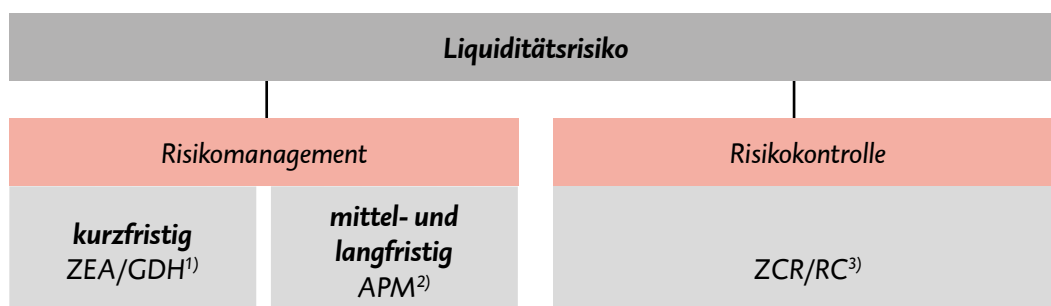 Liquiditätsrisiko
Risikomanagement
Risikokontrolle
kurzfristig
ZEA/GDH1)
mittel- und
langfristig
APM2)
ZCR/RC3)